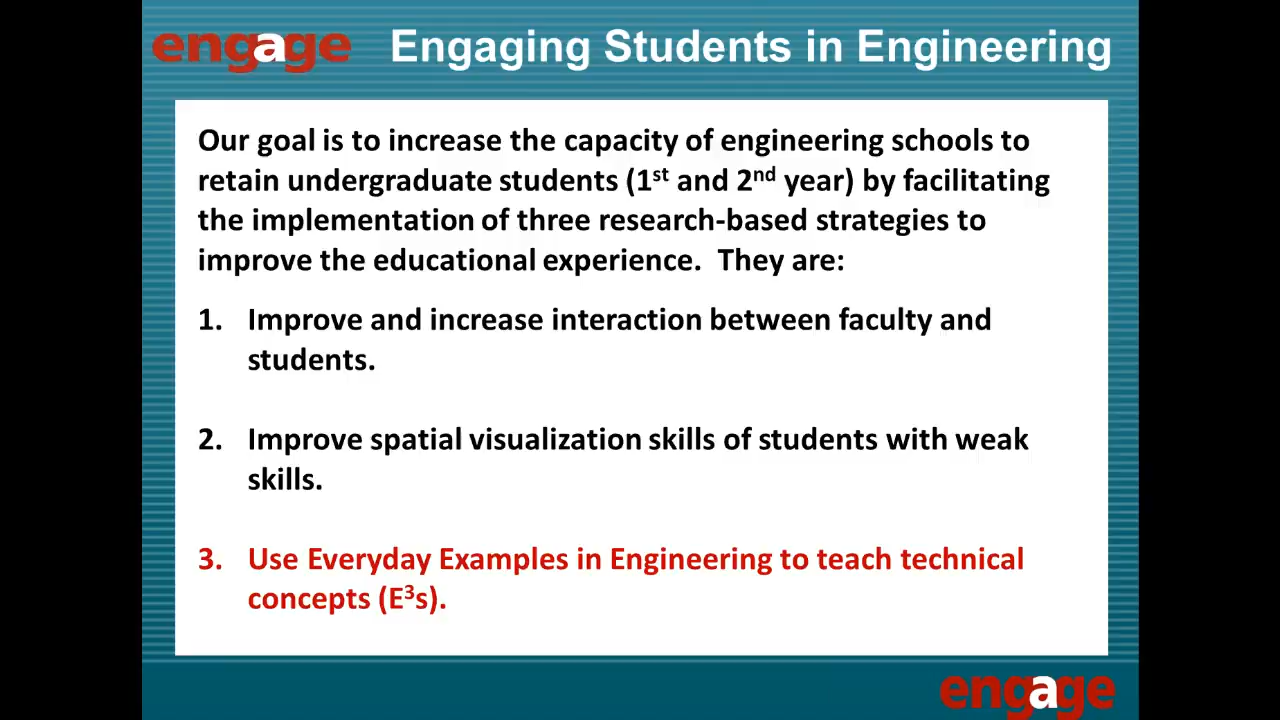 engage Engaging Students in Engineering
Our goal is to increase the capacity of engineering schools to
retain undergraduate students (1st and 2nd year) by facilitating
the implementation of three research-based strategies to
improve the educational experience. They are:
1. Improve and increase interaction between faculty and
students.
2. Improve spatial visualization skills of students with weak
skills.
3. Use Everyday Examples in Engineering to teach technical
concepts (E³s).
engage